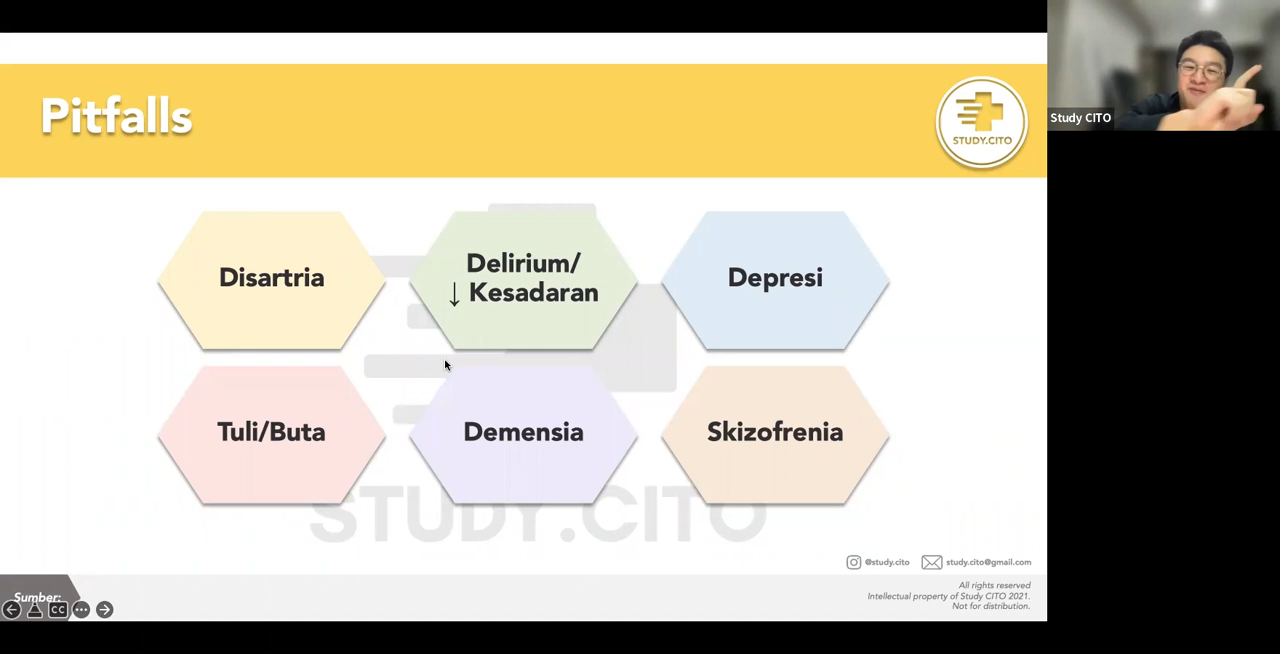 Pitfalls
STUDY.CITO
Study CITO
Disartria
Delirium/
↓ Kesadaran
Depresi
Tuli/Buta
Demensia
Skizofrenia
STUDY.CITO
@study.cito
study.cito@gmail.com
Sumber:
CC
All rights reserved
Intellectual property of Study CITO 2021.
Not for distribution.